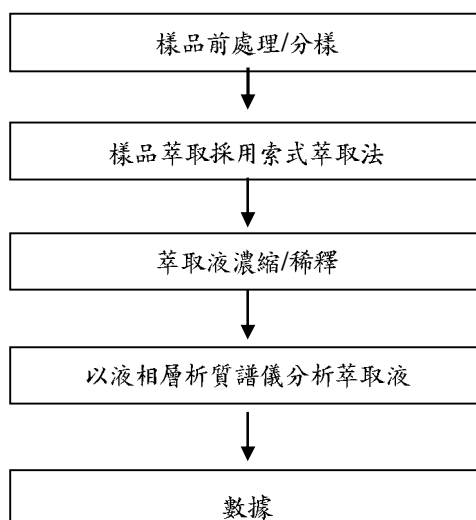 樣品前處理/分樣
樣品萃取採用索式萃取法
萃取液濃縮/稀釋
以液相層析質譜儀分析萃取液
數據